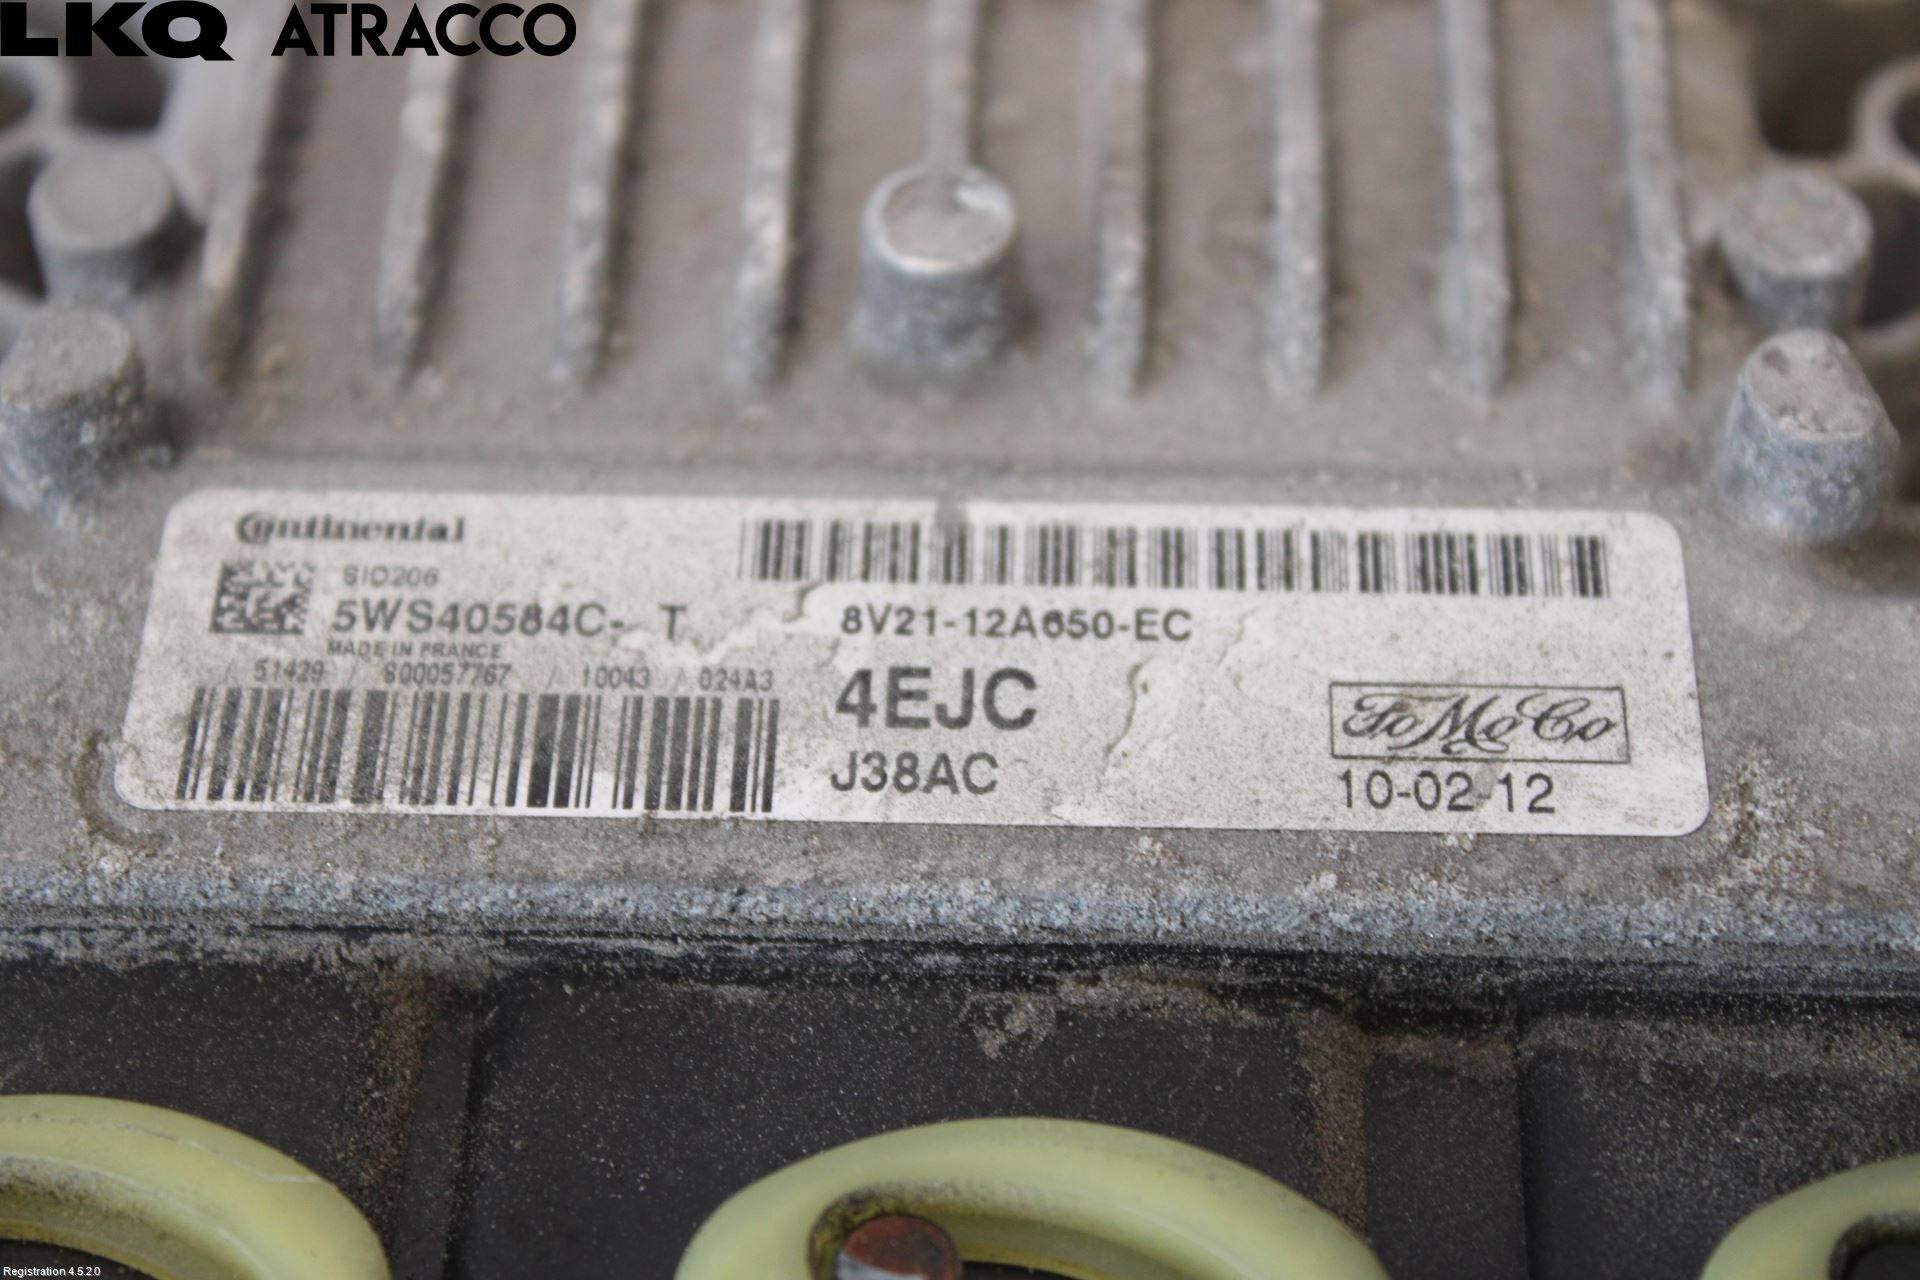 LKQ ATRACCO
Continental
SID206
5WS40584C- T
MADE IN FRANCE
/ 51429 / 800057767 / 10043 / 024A3
8V21-12A650-EC
4EJC
J38AC
FoMoCo
10-02-12
Registration 4.5.2.0